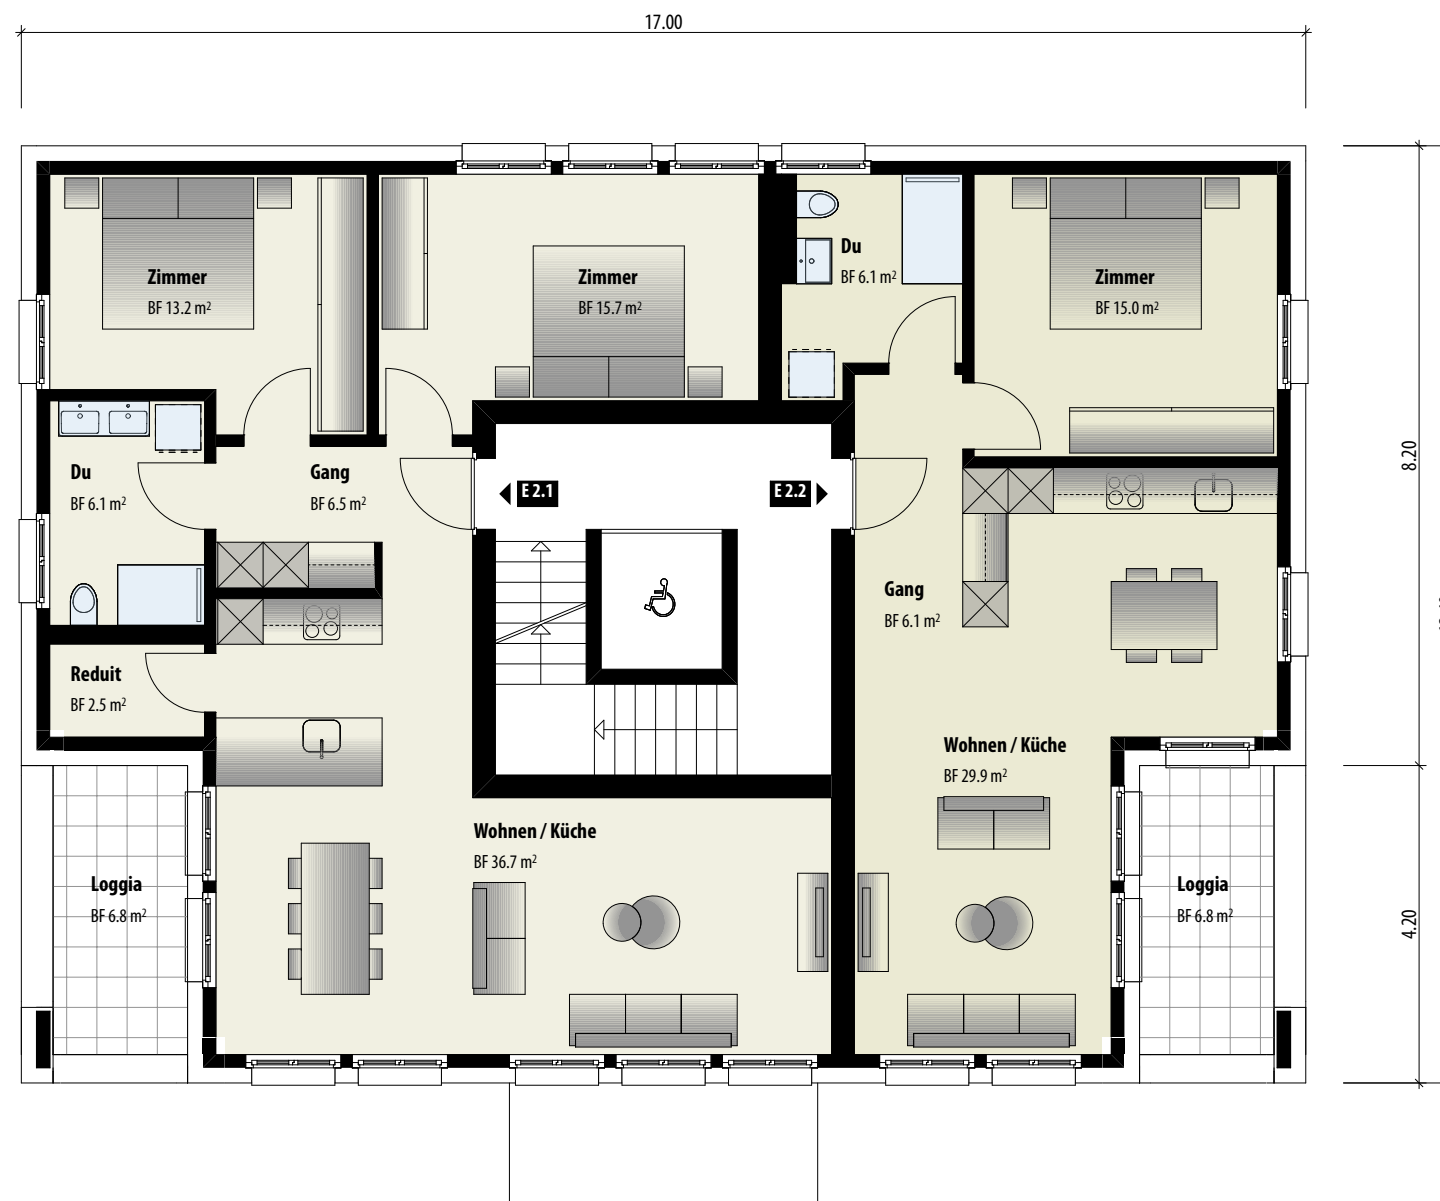 17.00
Zimmer
BF 13.2 m²
Zimmer
BF 15.7 m²
Du
BF 6.1 m²
Zimmer
BF 15.0 m²
Du
BF 6.1 m²
Gang
BF 6.5 m²
E 2.1
E 2.2
8.20
Gang
BF 6.1 m²
Reduit
BF 2.5 m²
Wohnen / Küche
BF 29.9 m²
Wohnen / Küche
BF 36.7 m²
Loggia
BF 6.8 m²
Loggia
BF 6.8 m²
4.20